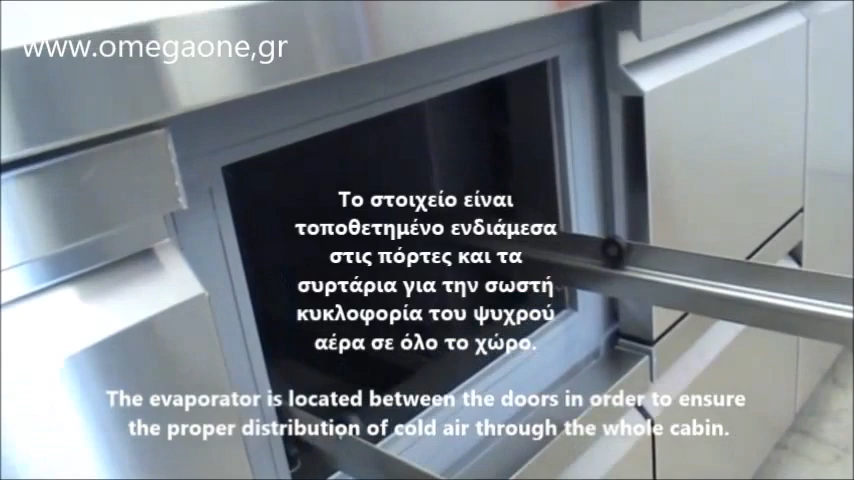 www.omegaone,gr
Το στοιχείο είναι
τοποθετημένο ενδιάμεσα
στις πόρτες και τα
συρτάρια για την σωστή
κυκλοφορία του ψυχρού
αέρα σε όλο το χώρο.
The evaporator is located between the doors in order to ensure
the proper distribution of cold air through the whole cabin.